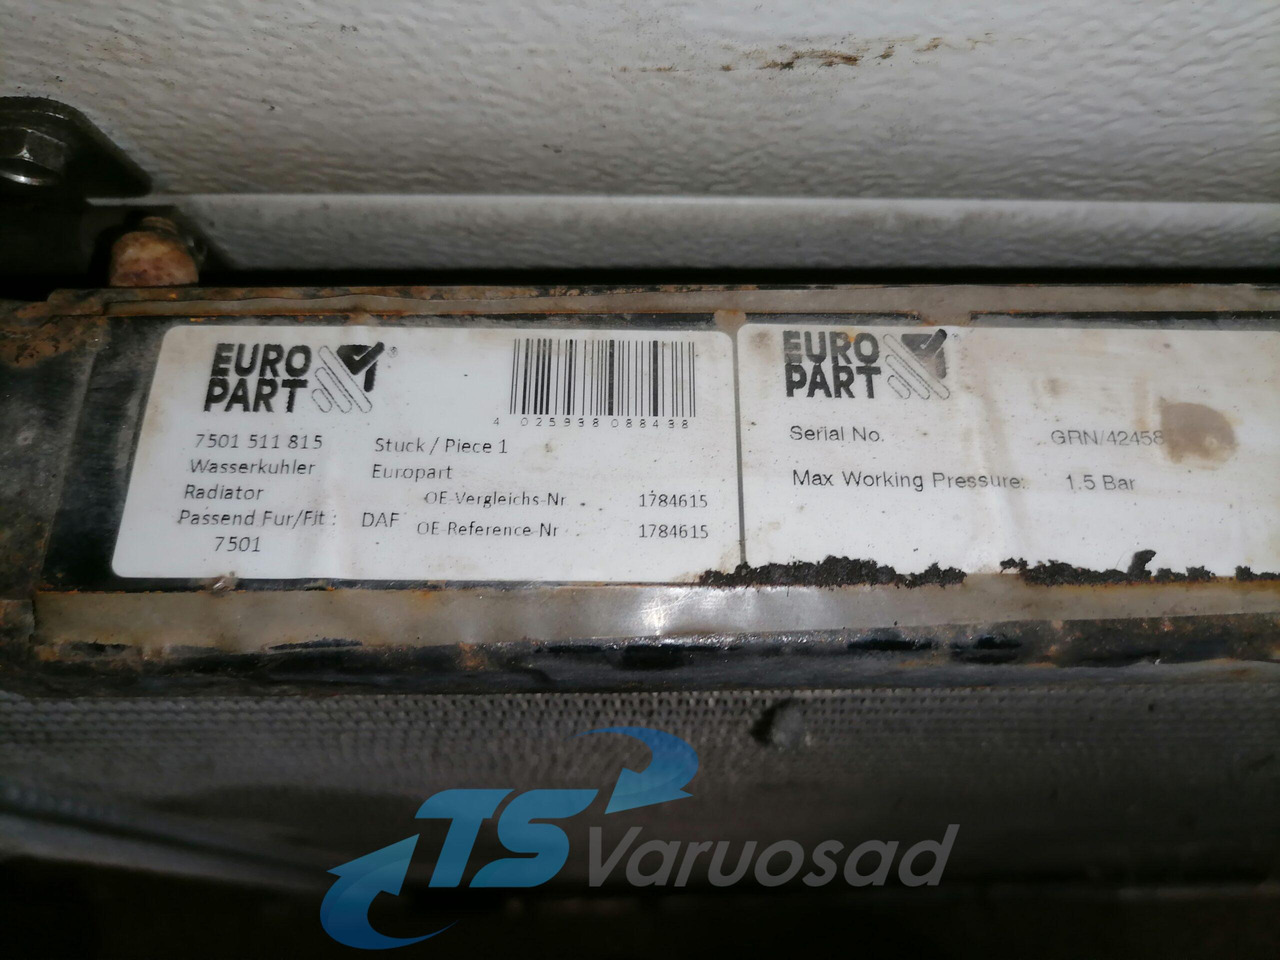 EURO
PART
®
4 025938 088438
7501 511 815
Stuck / Piece 1
Wasserkuhler
Europart
Radiator
OE-Vergleichs-Nr 1784615
Passend Fur/Fit : DAF
OE-Reference Nr 1784615
7501
EURO
PART
®
Serial No. GRN/42458
Max Working Pressure: 1.5 Bar
TS Varuosad